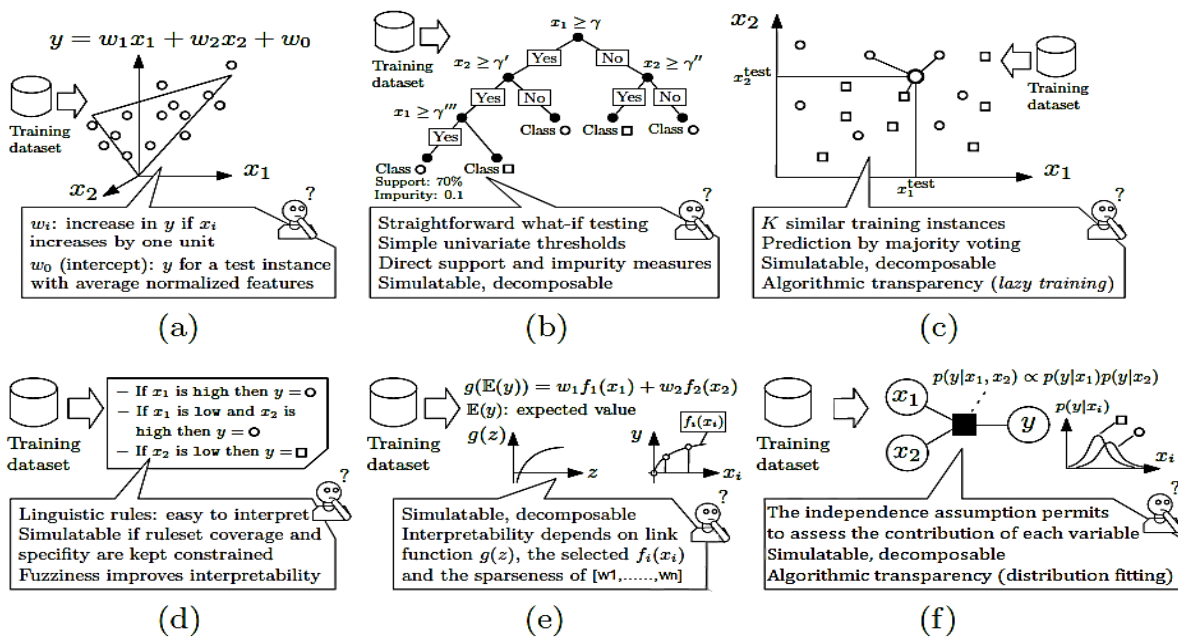 y = w₁x₁ + w₂x₂ + w₀
Training
dataset
x₁
x₂
?
wᵢ: increase in y if xᵢ
increases by one unit
w₀ (intercept): y for a test instance
with average normalized features
(a)
Training
dataset
x₁ ≥ γ
Yes
No
x₂ ≥ γ′
x₂ ≥ γ″
Yes
No
Yes
No
x₁ ≥ γ‴
Yes
Class
Class
Class
Class
Class
Support: 70%
Impurity: 0.1
?
Straightforward what-if testing
Simple univariate thresholds
Direct support and impurity measures
Simulatable, decomposable
(b)
x₂
x₂ᵗᵉˢᵗ
x₁ᵗᵉˢᵗ
x₁
Training
dataset
?
K similar training instances
Prediction by majority voting
Simulatable, decomposable
Algorithmic transparency (lazy training)
(c)
Training
dataset
− If x₁ is high then y =
− If x₁ is low and x₂ is
high then y =
− If x₂ is low then y =
?
Linguistic rules: easy to interpret
Simulatable if ruleset coverage and
specifity are kept constrained
Fuzziness improves interpretability
(d)
Training
dataset
g(𝔼(y)) = w₁f₁(x₁) + w₂f₂(x₂)
𝔼(y): expected value
g(z)
z
y
fᵢ(xᵢ)
xᵢ
?
Simulatable, decomposable
Interpretability depends on link
function g(z), the selected fᵢ(xᵢ)
and the sparseness of [w1,......,wn]
(e)
Training
dataset
p(y|x₁, x₂) ∝ p(y|x₁)p(y|x₂)
x₁
x₂
y
p(y|xᵢ)
xᵢ
?
The independence assumption permits
to assess the contribution of each variable
Simulatable, decomposable
Algorithmic transparency (distribution fitting)
(f)